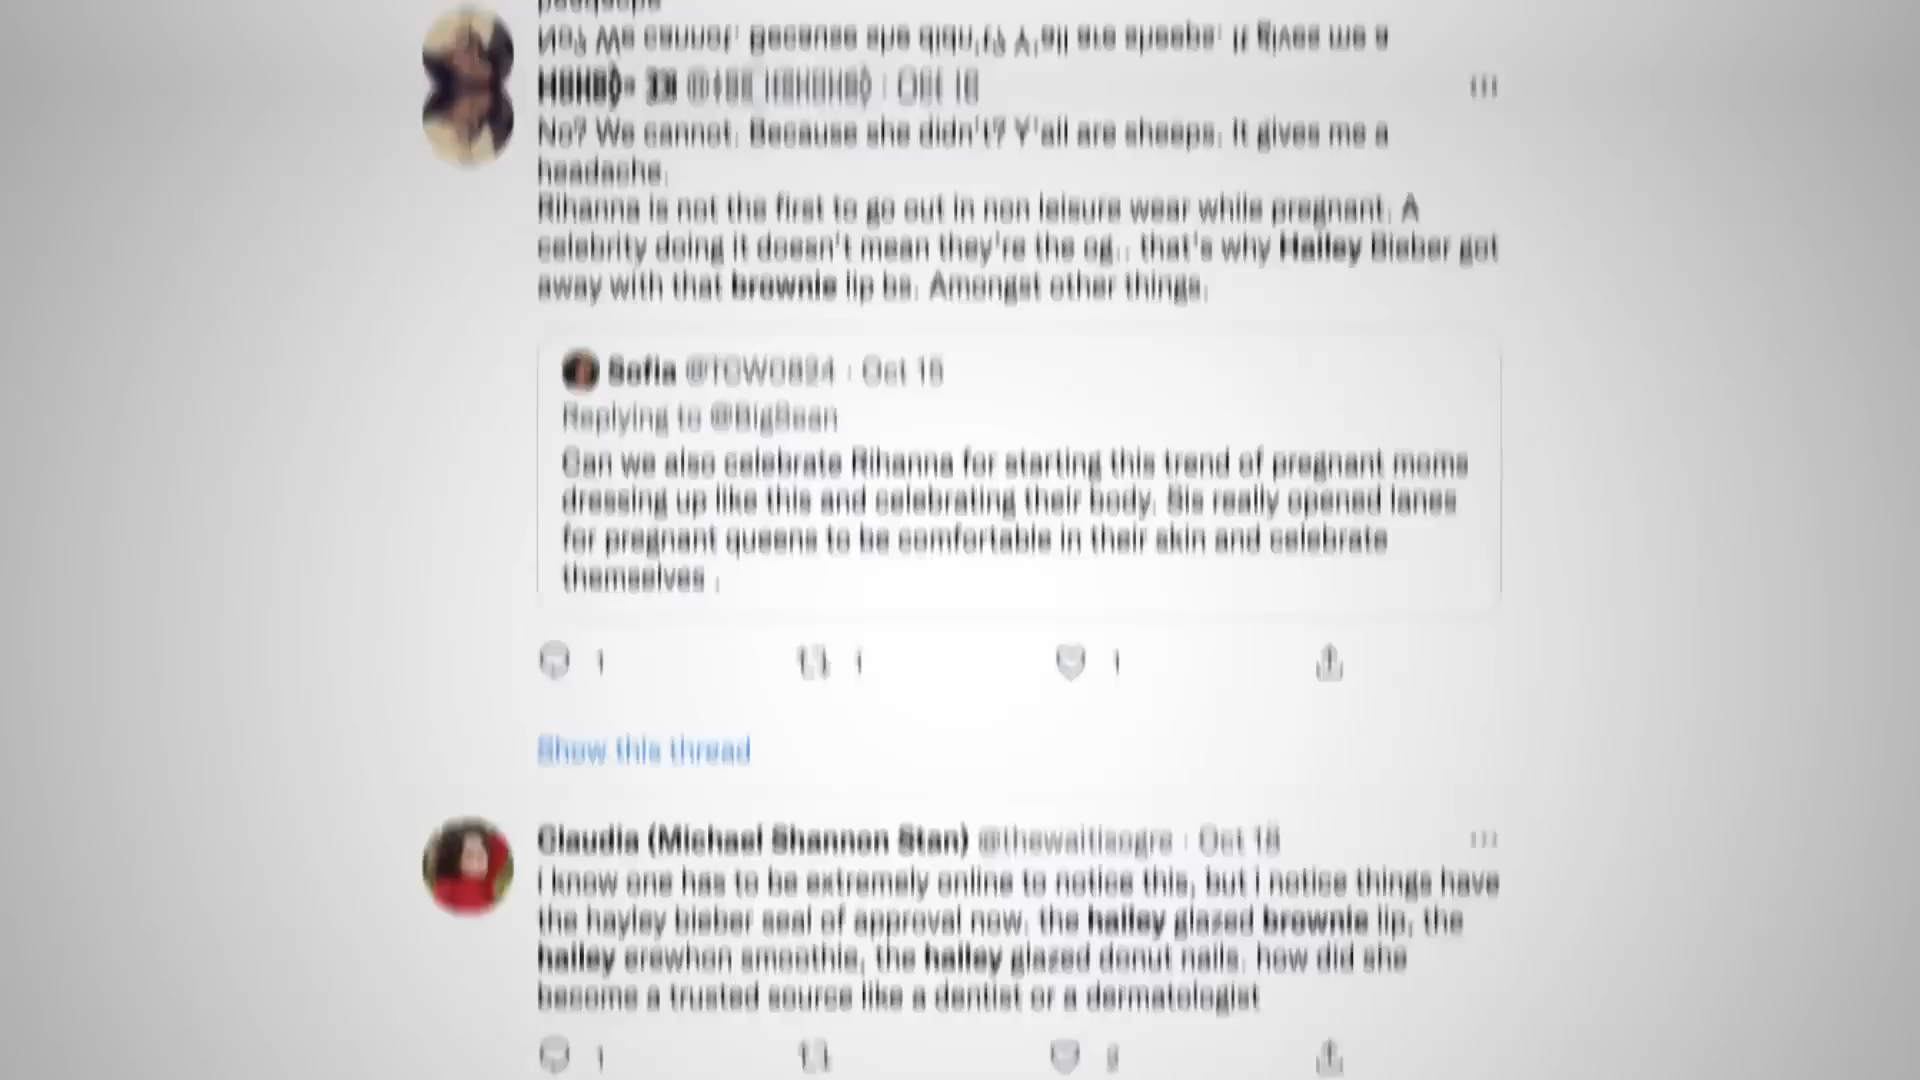 No? We cannot. Because she didn't? Y'all are sheeps. It gives me a
headache.
Rihanna is not the first to go out in non leisure wear while pregnant. A
celebrity doing it doesn't mean they're the og.. that's why Hailey Bieber got
away with that brownie lip bs. Amongst other things.
Sofia @TCW0824 · Oct 18
Replying to @BigSean
Can we also celebrate Rihanna for starting this trend of pregnant moms
dressing up like this and celebrating their body. Sis really opened lanes
for pregnant queens to be comfortable in their skin and celebrate
themselves .
1 1 1
Show this thread
Claudia (Michael Shannon Stan) @thewaitisogre · Oct 18
i know one has to be extremely online to notice this, but i notice things have
the hayley bieber seal of approval now. the hailey glazed brownie lip, the
hailey erewhon smoothie, the hailey glazed donut nails. how did she
become a trusted source like a dentist or a dermatologist
1